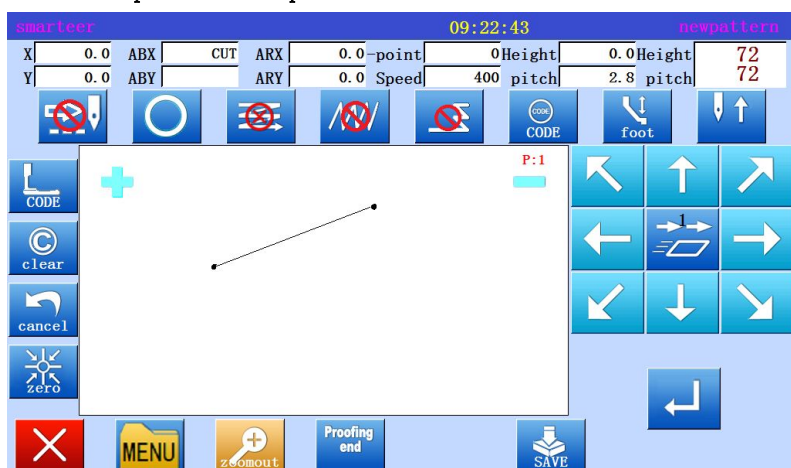 smarteer 09:22:43 newpattern
X 0.0 ABX CUT ARX 0.0 -point 0 Height 0.0 Height 72
Y 0.0 ABY ARY 0.0 Speed 400 pitch 2.8 pitch 72
CODE
CODE
foot
P:1
CODE
1
C
clear
cancel
zero
MENU
zoomout
Proofing
end
SAVE